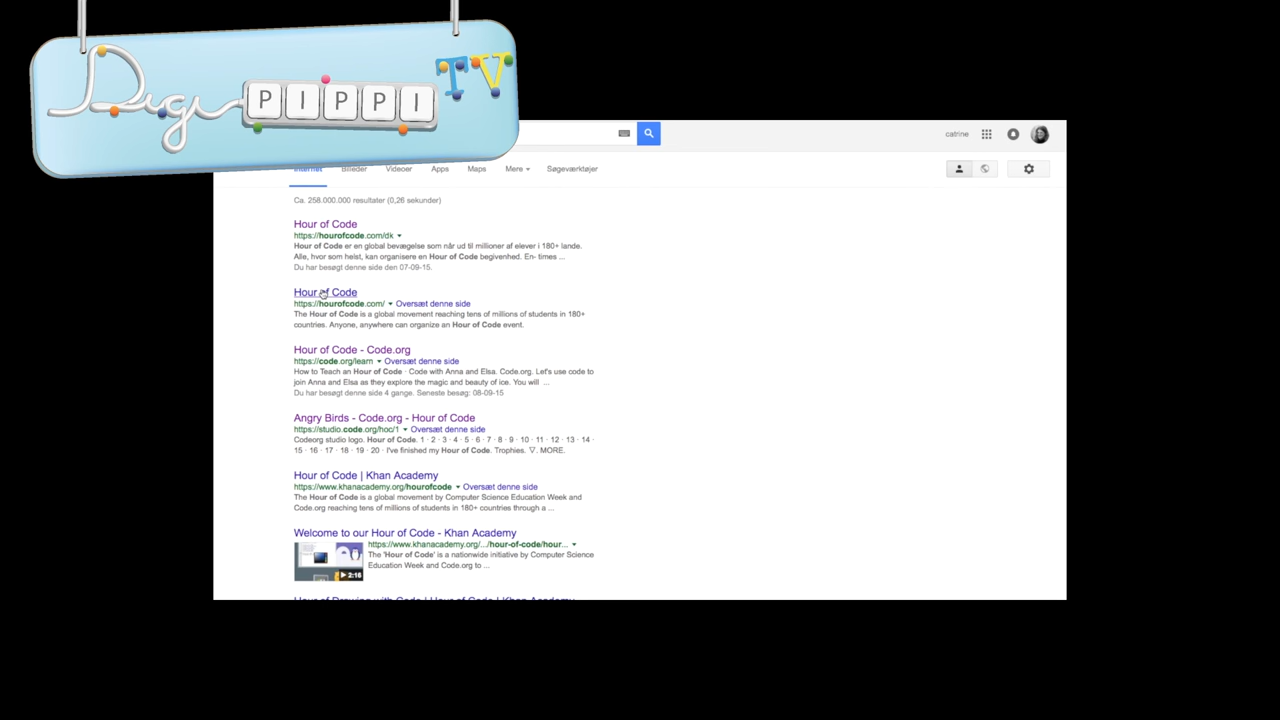 Digi PIPPI TV
catrine
Internet Billeder Videoer Apps Maps Mere Søgeværktøjer
Ca. 258.000.000 resultater (0,26 sekunder)
Hour of Code
https://hourofcode.com/dk
Hour of Code er en global bevægelse som når ud til millioner af elever i 180+ lande.
Alle, hvor som helst, kan organisere en Hour of Code begivenhed. En- times ...
Du har besøgt denne side den 07-09-15.
Hour of Code
https://hourofcode.com/ Oversæt denne side
The Hour of Code is a global movement reaching tens of millions of students in 180+
countries. Anyone, anywhere can organize an Hour of Code event.
Hour of Code - Code.org
https://code.org/learn Oversæt denne side
How to Teach an Hour of Code · Code with Anna and Elsa. Code.org. Let's use code to
join Anna and Elsa as they explore the magic and beauty of ice. You will ...
Du har besøgt denne side 4 gange. Seneste besøg: 08-09-15
Angry Birds - Code.org - Hour of Code
https://studio.code.org/hoc/1 Oversæt denne side
Codeorg studio logo. Hour of Code. 1 · 2 · 3 · 4 · 5 · 6 · 7 · 8 · 9 · 10 · 11 · 12 · 13 · 14 ·
15 · 16 · 17 · 18 · 19 · 20 · I've finished my Hour of Code. Trophies. ▽. MORE.
Hour of Code | Khan Academy
https://www.khanacademy.org/hourofcode Oversæt denne side
The Hour of Code is a global movement by Computer Science Education Week and
Code.org reaching tens of millions of students in 180+ countries through a ...
Welcome to our Hour of Code - Khan Academy
https://www.khanacademy.org/.../hour-of-code/hour...
The 'Hour of Code' is a nationwide initiative by Computer Science
Education Week and Code.org to ...
2:16
Hour of Drawing with Code | Hour of Code | Khan Academy